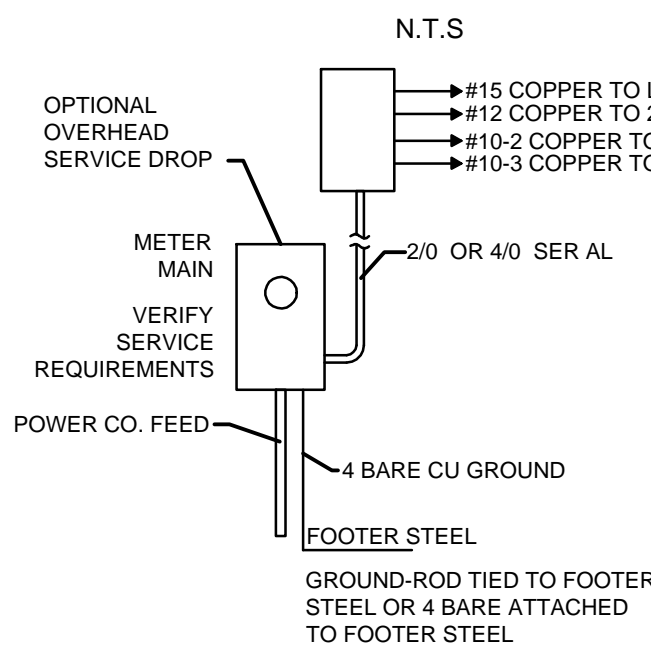 N.T.S
#15 COPPER TO
#12 COPPER TO
#10-2 COPPER TO
#10-3 COPPER TO
OPTIONAL
OVERHEAD
SERVICE DROP
METER
MAIN
2/0 OR 4/0 SER AL
VERIFY
SERVICE
REQUIREMENTS
POWER CO. FEED
4 BARE CU GROUND
FOOTER STEEL
GROUND-ROD TIED TO FOOTER
STEEL OR 4 BARE ATTACHED
TO FOOTER STEEL